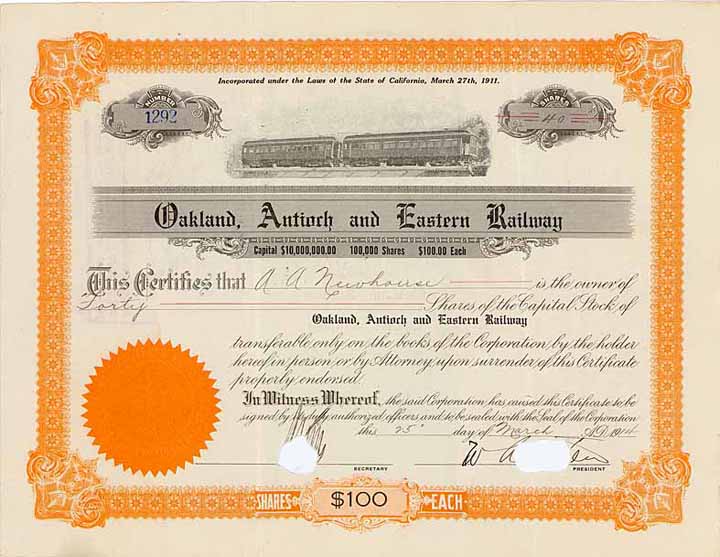 Incorporated under the Laws of the State of California, March 27th, 1911.
NUMBER
1292
SHARES
40
Oakland, Antioch and Eastern Railway
Capital $10,000,000.00 100,000 Shares $100.00 Each
This Certifies that A A Newhouse is the owner of
Forty Shares of the Capital Stock of
Oakland, Antioch and Eastern Railway
transferable only on the books of the Corporation by the holder
hereof in person or by Attorney upon surrender of this Certificate
properly endorsed.
In Witness Whereof, the said Corporation has caused this Certificate to be
signed by its duly authorized officers and to be sealed with the Seal of the Corporation
this 25" day of March A.D. 1914
W A
SECRETARY PRESIDENT
SHARES $100 EACH